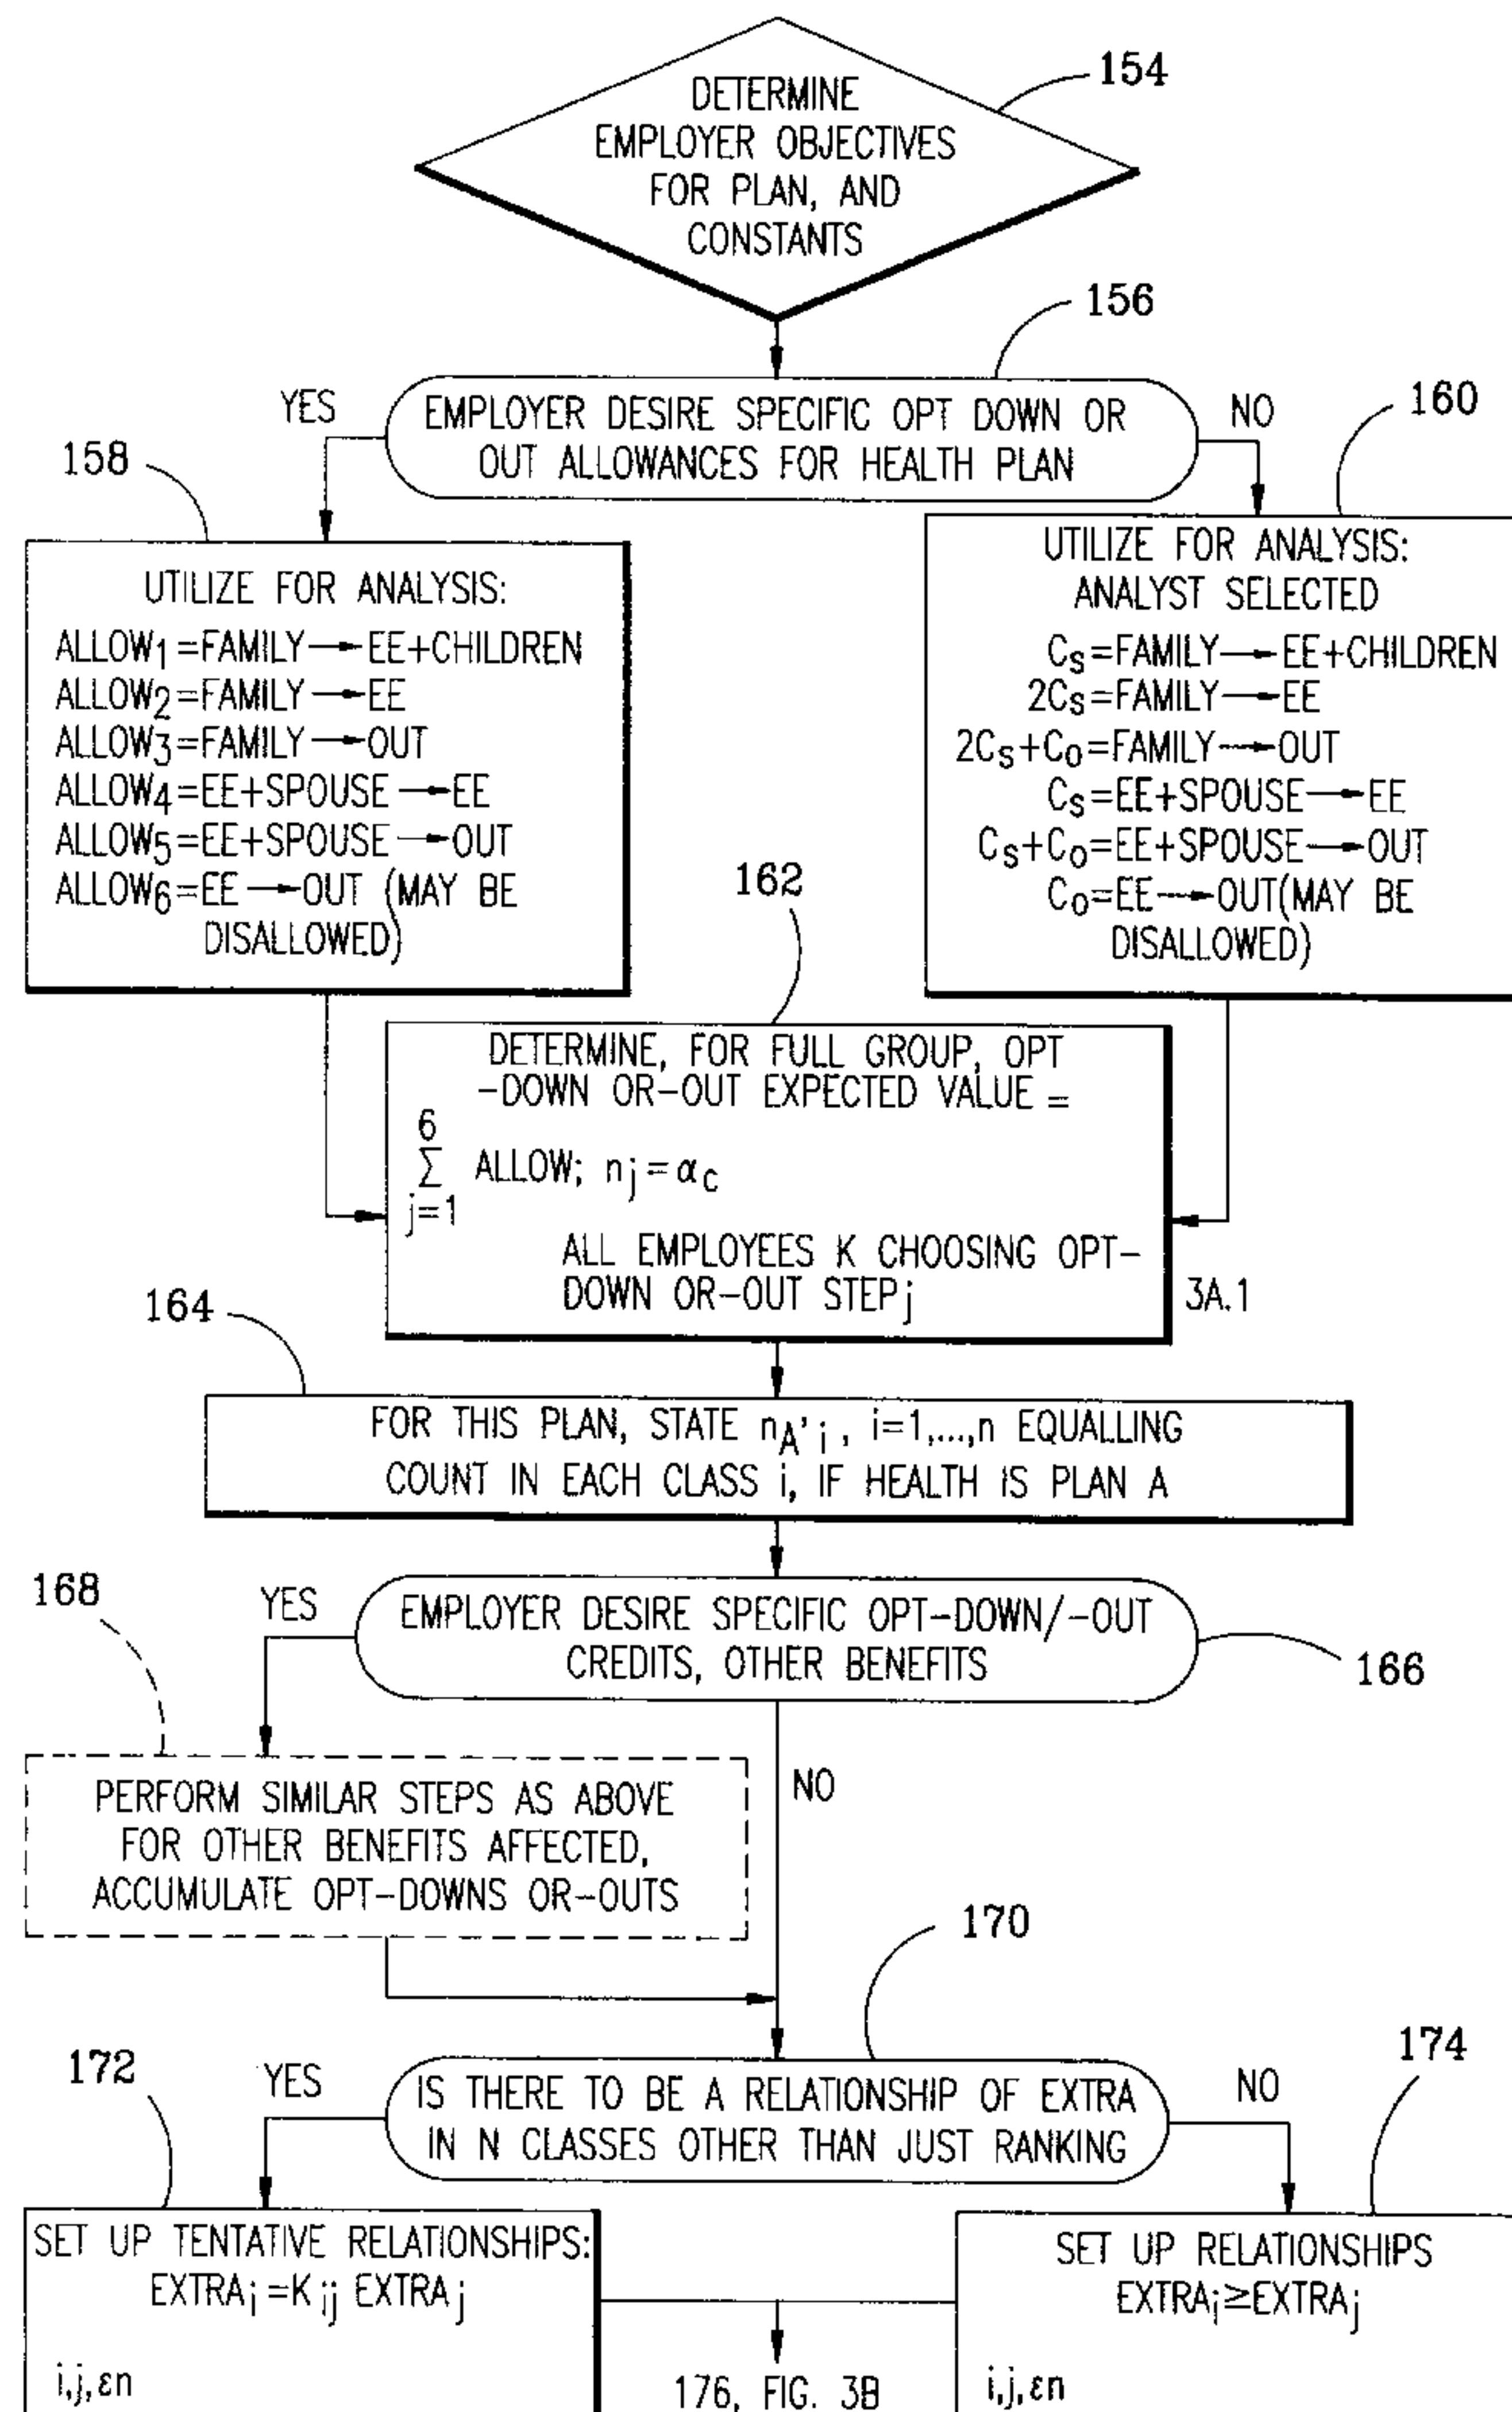 154
DETERMINE
EMPLOYER OBJECTIVES
FOR PLAN, AND
CONSTANTS
156
YES
EMPLOYER DESIRE SPECIFIC OPT DOWN OR
OUT ALLOWANCES FOR HEALTH PLAN
NO
160
158
UTILIZE FOR ANALYSIS:
ALLOW₁=FAMILY→EE+CHILDREN
ALLOW₂=FAMILY→EE
ALLOW₃=FAMILY→OUT
ALLOW₄=EE+SPOUSE→EE
ALLOW₅=EE+SPOUSE→OUT
ALLOW₆=EE→OUT (MAY BE
DISALLOWED)
UTILIZE FOR ANALYSIS:
ANALYST SELECTED
Cₛ=FAMILY→EE+CHILDREN
2Cₛ=FAMILY→EE
2Cₛ+Cₒ=FAMILY→OUT
Cₛ=EE+SPOUSE→EE
Cₛ+Cₒ=EE+SPOUSE→OUT
Cₒ=EE→OUT(MAY BE
DISALLOWED)
162
DETERMINE, FOR FULL GROUP, OPT
-DOWN OR-OUT EXPECTED VALUE =
6
Σ ALLOW; nj=αc
j=1
ALL EMPLOYEES K CHOOSING OPT-
DOWN OR-OUT STEPj
3A.1
164
FOR THIS PLAN, STATE nA'i, i=1,...,n EQUALLING
COUNT IN EACH CLASS i, IF HEALTH IS PLAN A
168
YES
EMPLOYER DESIRE SPECIFIC OPT-DOWN/-OUT
CREDITS, OTHER BENEFITS
166
NO
PERFORM SIMILAR STEPS AS ABOVE
FOR OTHER BENEFITS AFFECTED,
ACCUMULATE OPT-DOWNS OR-OUTS
170
172
YES
IS THERE TO BE A RELATIONSHIP OF EXTRA
IN N CLASSES OTHER THAN JUST RANKING
NO
174
SET UP TENTATIVE RELATIONSHIPS:
EXTRAi=Kij EXTRAj
i,j,εn
SET UP RELATIONSHIPS
EXTRAi≥EXTRAj
i,j,εn
176, FIG. 3B